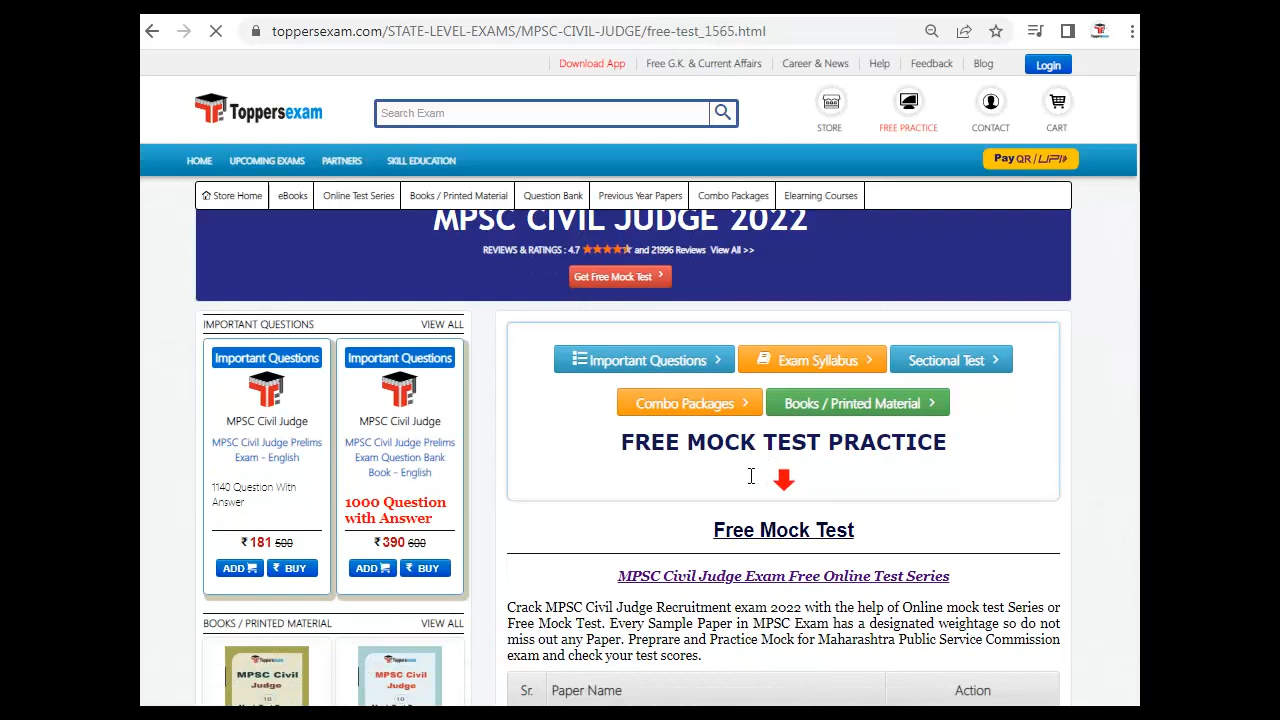 toppersexam.com/STATE-LEVEL-EXAMS/MPSC-CIVIL-JUDGE/free-test_1565.html
Download App Free G.K. & Current Affairs Career & News Help Feedback Blog Login
Toppersexam
Search Exam
STORE FREE PRACTICE CONTACT CART
HOME UPCOMING EXAMS PARTNERS SKILL EDUCATION Pay QR / UPI
Store Home eBooks Online Test Series Books / Printed Material Question Bank Previous Year Papers Combo Packages Elearning Courses
MPSC CIVIL JUDGE 2022
REVIEWS & RATINGS : 4.7 and 21996 Reviews View All >>
Get Free Mock Test
IMPORTANT QUESTIONS VIEW ALL
Important Questions
MPSC Civil Judge
MPSC Civil Judge Prelims
Exam - English
1140 Question With
Answer
₹ 181 500
ADD ₹ BUY
Important Questions
MPSC Civil Judge
MPSC Civil Judge Prelims
Exam Question Bank
Book - English
1000 Question
with Answer
₹ 390 600
ADD ₹ BUY
BOOKS / PRINTED MATERIAL VIEW ALL
Toppersexam
MPSC Civil
Judge
10
Toppersexam
MPSC Civil
Judge
10
Important Questions Exam Syllabus Sectional Test
Combo Packages Books / Printed Material
FREE MOCK TEST PRACTICE
Free Mock Test
MPSC Civil Judge Exam Free Online Test Series
Crack MPSC Civil Judge Recruitment exam 2022 with the help of Online mock test Series or
Free Mock Test. Every Sample Paper in MPSC Exam has a designated weightage so do not
miss out any Paper. Preprare and Practice Mock for Maharashtra Public Service Commission
exam and check your test scores.
Sr. Paper Name Action